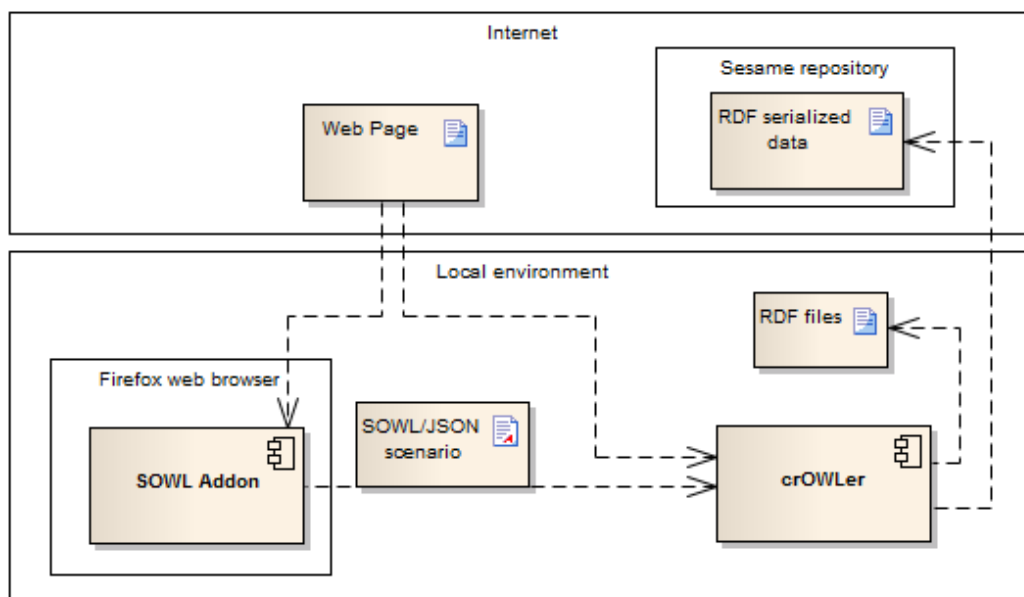 Internet
Sesame repository
Web Page
RDF serialized
data
Local environment
RDF files
Firefox web browser
SOWL/JSON
scenario
SOWL Addon
crOWLer